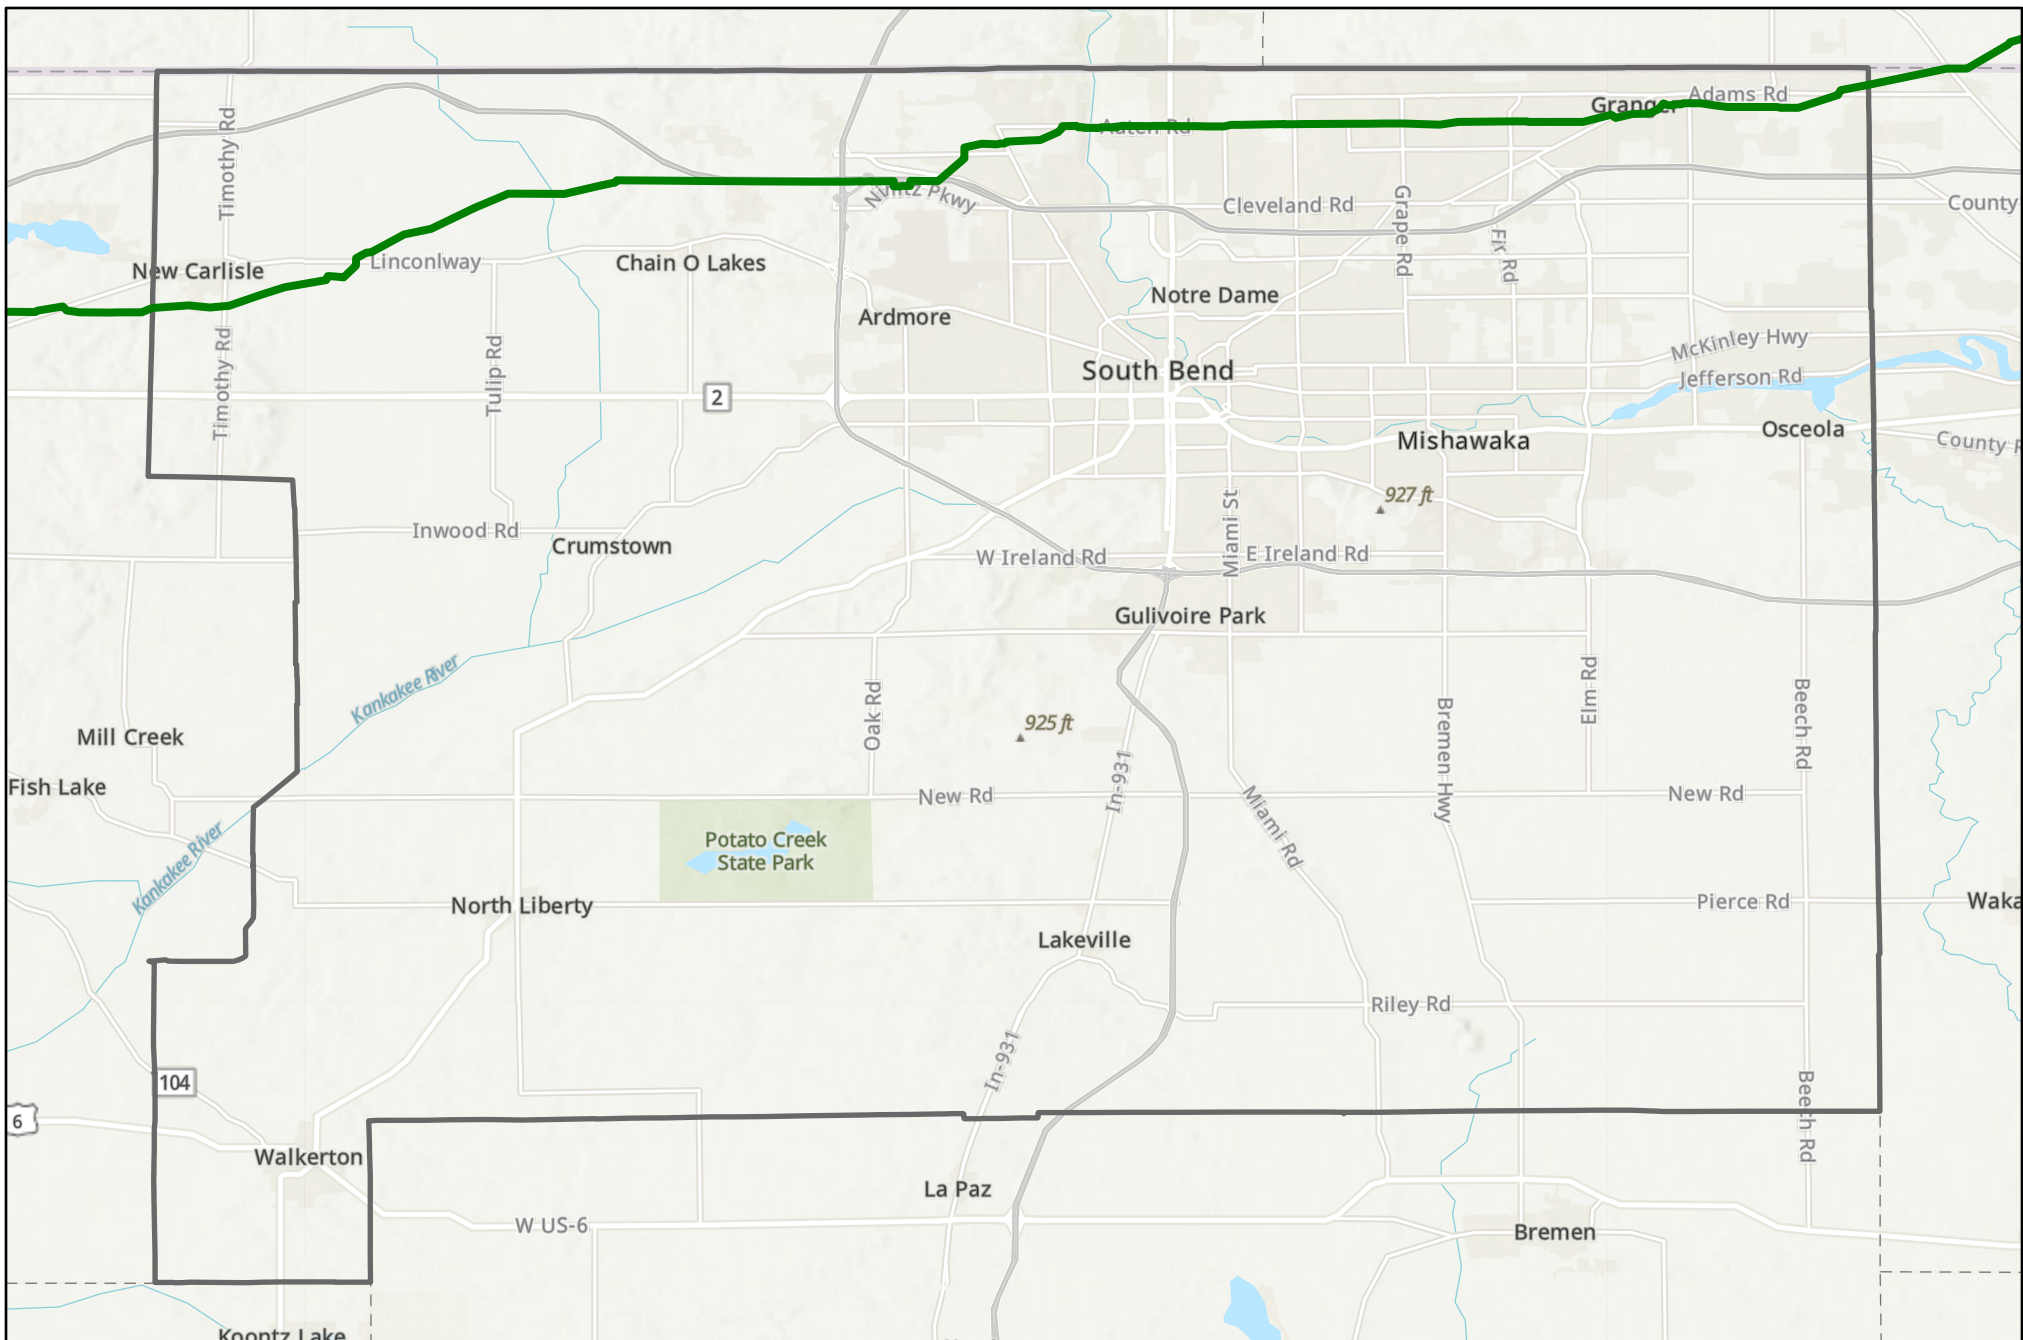 Adams Rd
Granger
Auten Rd
Timothy Rd
Nimtz Pkwy
Cleveland Rd
Grape Rd
County
Fir Rd
New Carlisle
Linconlway
Chain O Lakes
Notre Dame
Ardmore
McKinley Hwy
Timothy Rd
Tulip Rd
South Bend
Jefferson Rd
2
Osceola
Mishawaka
County R
927 ft
Miami St
Inwood Rd
Crumstown
W Ireland Rd
E Ireland Rd
Gulivoire Park
Kankakee River
Oak Rd
Elm Rd
925 ft
Bremen Hwy
Beech Rd
Mill Creek
In-931
Fish Lake
New Rd
New Rd
Miami Rd
Potato Creek
State Park
Kankakee River
North Liberty
Pierce Rd
Waka
Lakeville
Riley Rd
In-931
104
Beech Rd
6
Walkerton
La Paz
W US-6
Bremen
Koontz Lake